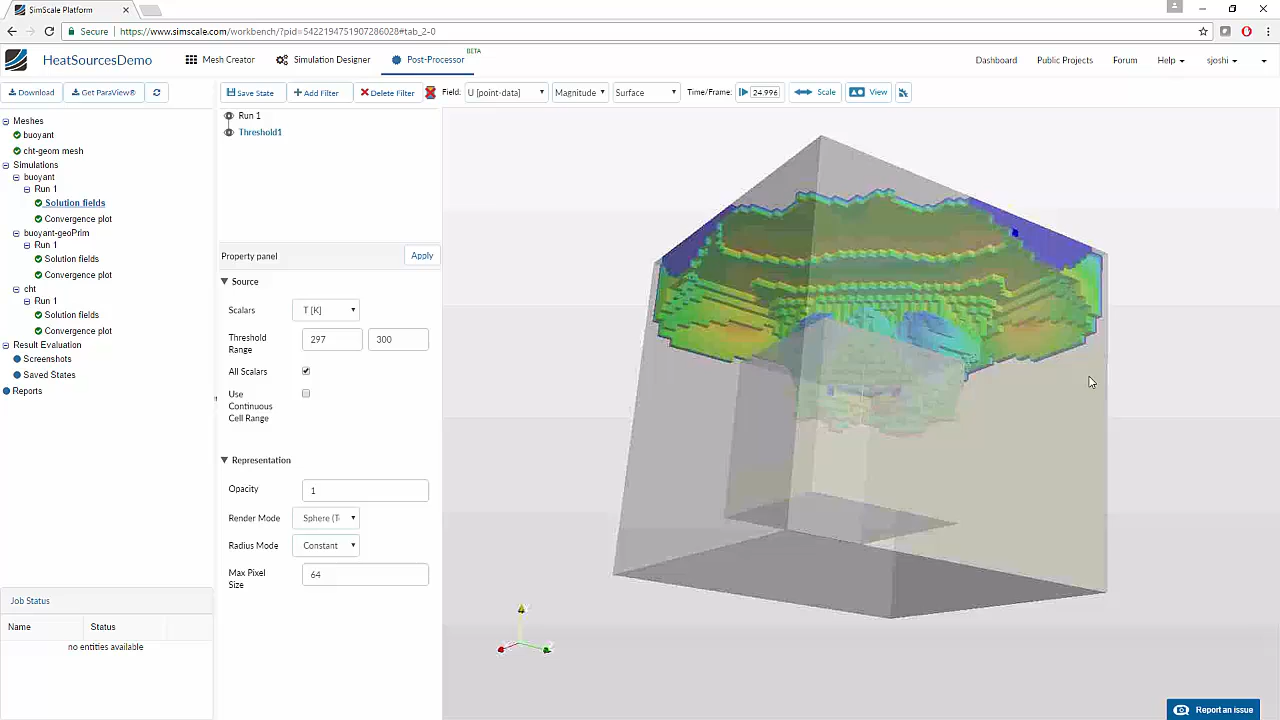 SimScale Platform
Secure https://www.simscale.com/workbench/?pid=5422194751907286028#tab_2-0
HeatSourcesDemo
Mesh Creator
Simulation Designer
Post-Processor
BETA
Dashboard
Public Projects
Forum
Help
sjoshi
Download
Get ParaView®
Save State
Add Filter
Delete Filter
Field:
U [point-data]
Magnitude
Surface
Time/Frame:
24.996
Scale
View
Meshes
buoyant
cht-geom mesh
Simulations
buoyant
Run 1
Solution fields
Convergence plot
buoyant-geoPrim
Run 1
Solution fields
Convergence plot
cht
Run 1
Solution fields
Convergence plot
Result Evaluation
Screenshots
Saved States
Reports
Run 1
Threshold1
Property panel
Apply
Source
Scalars
T [K]
Threshold
Range
297
300
All Scalars
Use
Continuous
Cell Range
Representation
Opacity
1
Render Mode
Sphere (T
Radius Mode
Constant
Max Pixel
Size
64
Job Status
Name
Status
no entities available
Report an issue